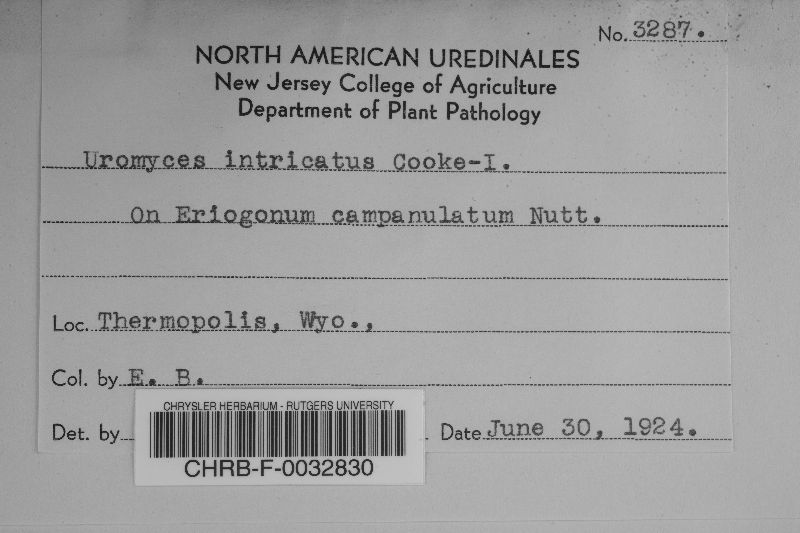 No. 3287.
NORTH AMERICAN UREDINALES
New Jersey College of Agriculture
Department of Plant Pathology
Uromyces intricatus Cooke-I.
On Eriogonum campanulatum Nutt.
Loc. Thermopolis, Wyo.,
Col. by E. B.
Det. by
Date June 30, 1924.
CHRYSLER HERBARIUM - RUTGERS UNIVERSITY
CHRB-F-0032830